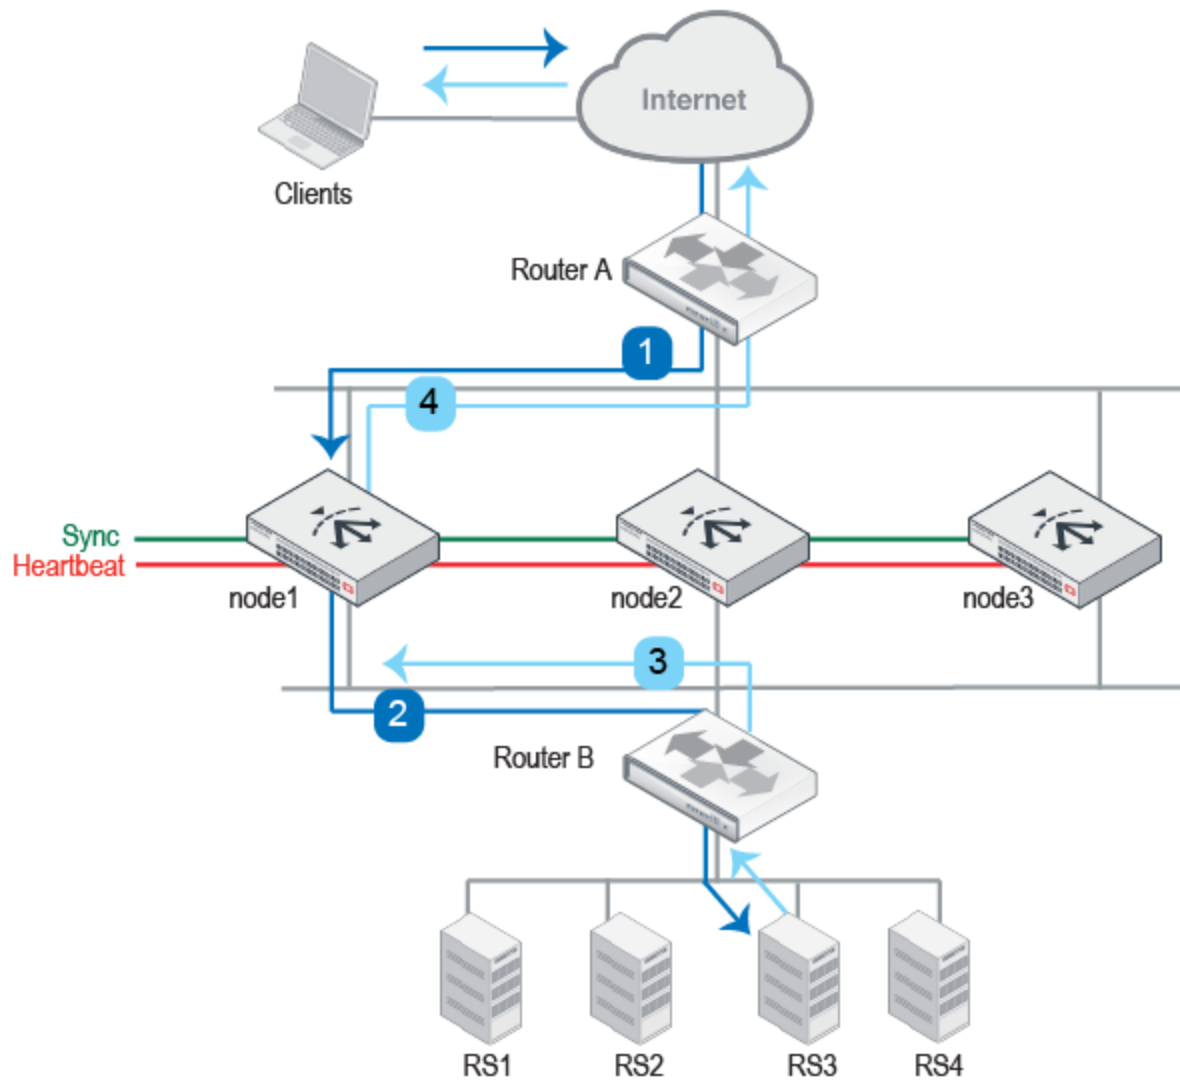 Internet
Clients
Router A
1
4
Sync
Heartbeat
node1
node2
node3
3
2
Router B
RS1
RS2
RS3
RS4